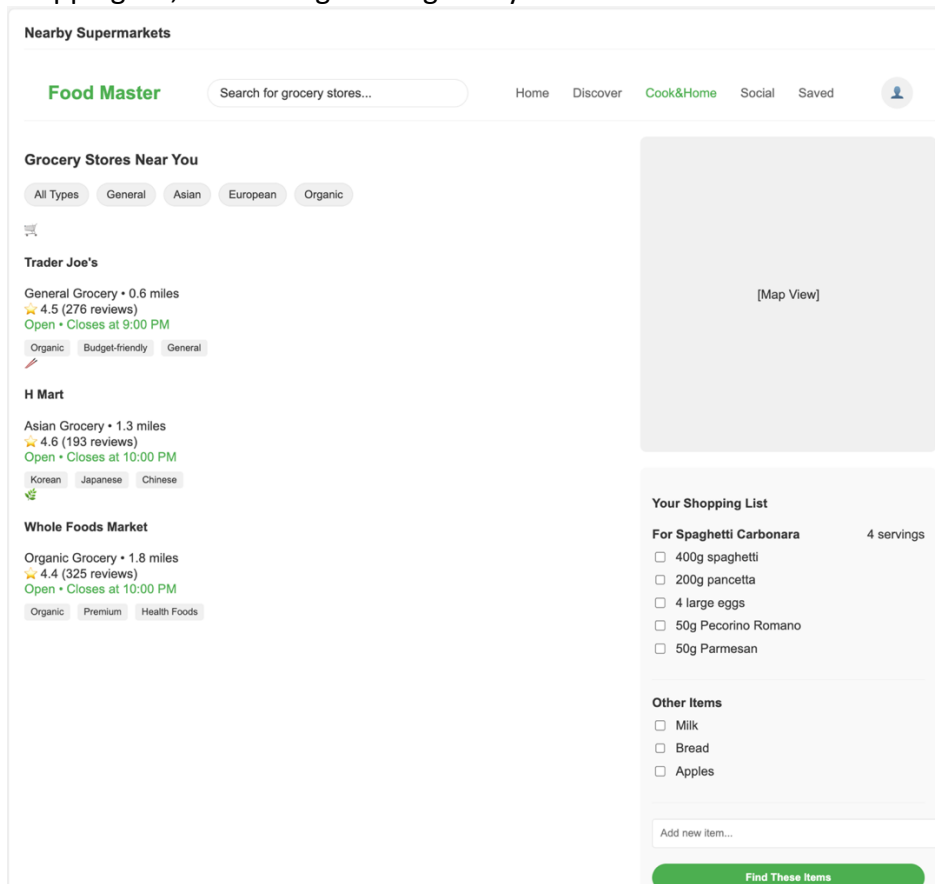 Nearby Supermarkets
Food Master
Search for grocery stores...
Home Discover Cook&Home Social Saved
Grocery Stores Near You
All Types General Asian European Organic
Trader Joe's
General Grocery • 0.6 miles
4.5 (276 reviews)
Open • Closes at 9:00 PM
Organic Budget-friendly General
H Mart
Asian Grocery • 1.3 miles
4.6 (193 reviews)
Open • Closes at 10:00 PM
Korean Japanese Chinese
Whole Foods Market
Organic Grocery • 1.8 miles
4.4 (325 reviews)
Open • Closes at 10:00 PM
Organic Premium Health Foods
[Map View]
Your Shopping List
For Spaghetti Carbonara 4 servings
400g spaghetti
200g pancetta
4 large eggs
50g Pecorino Romano
50g Parmesan
Other Items
Milk
Bread
Apples
Add new item...
Find These Items